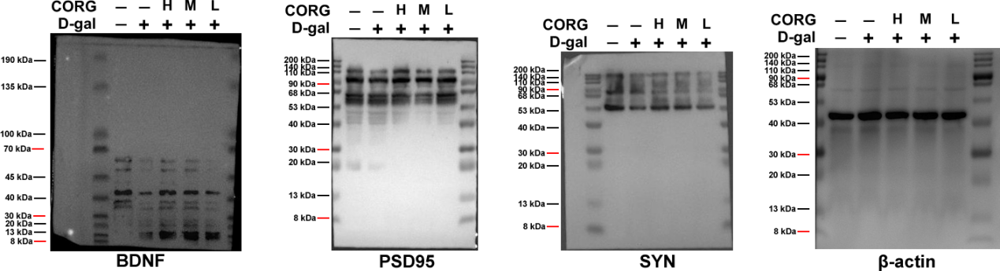 CORG – – H M L
D-gal – + + + +
190 kDa
135 kDa
100 kDa
70 kDa
45 kDa
40 kDa
30 kDa
20 kDa
13 kDa
8 kDa
BDNF
CORG – – H M L
D-gal – + + + +
200 kDa
140 kDa
110 kDa
90 kDa
68 kDa
53 kDa
40 kDa
30 kDa
20 kDa
13 kDa
8 kDa
PSD95
CORG – – H M L
D-gal – + + + +
200 kDa
140 kDa
110 kDa
90 kDa
68 kDa
53 kDa
40 kDa
30 kDa
20 kDa
13 kDa
8 kDa
SYN
CORG – – H M L
D-gal – + + + +
200 kDa
140 kDa
110 kDa
90 kDa
68 kDa
53 kDa
40 kDa
30 kDa
20 kDa
13 kDa
8 kDa
β-actin